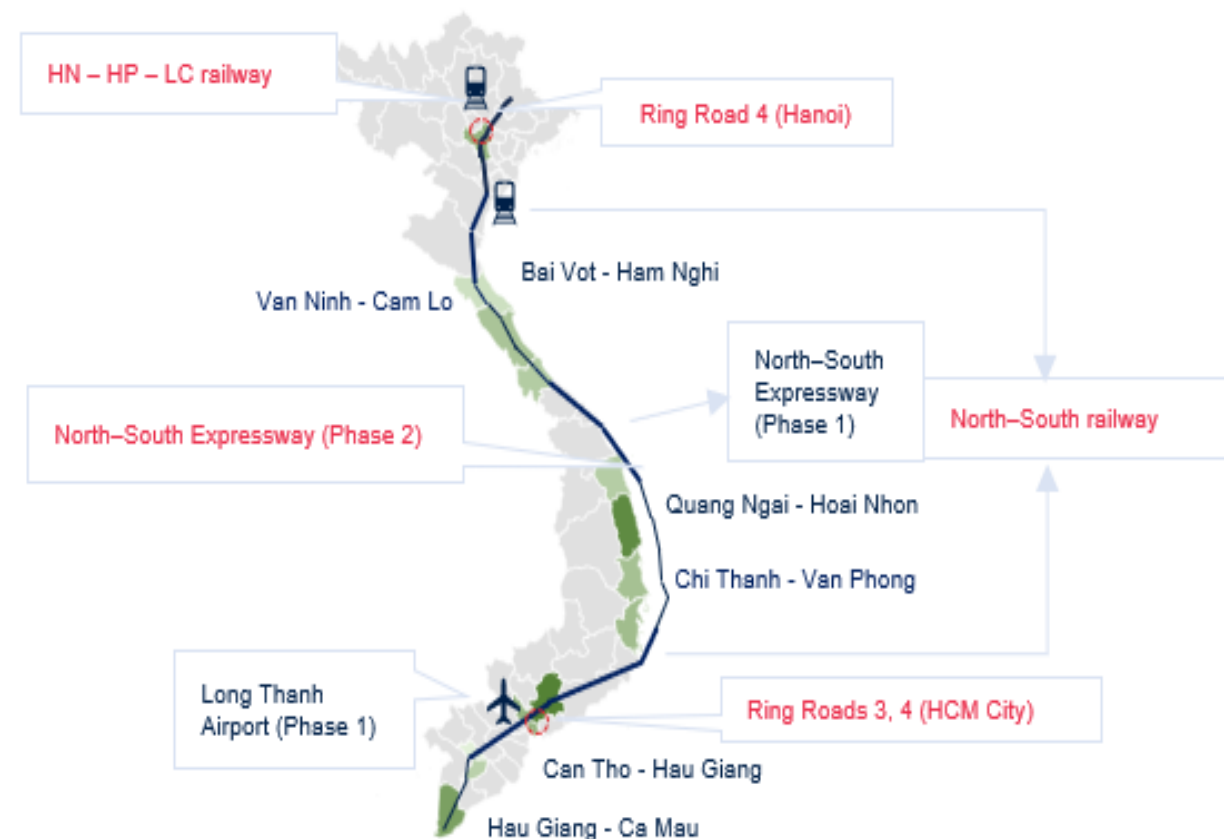 HN – HP – LC railway
Ring Road 4 (Hanoi)
Bai Vot - Ham Nghi
Van Ninh - Cam Lo
North–South
Expressway
(Phase 1)
North–South railway
North–South Expressway (Phase 2)
Quang Ngai - Hoai Nhon
Chi Thanh - Van Phong
Long Thanh
Airport (Phase 1)
Ring Roads 3, 4 (HCM City)
Can Tho - Hau Giang
Hau Giang - Ca Mau